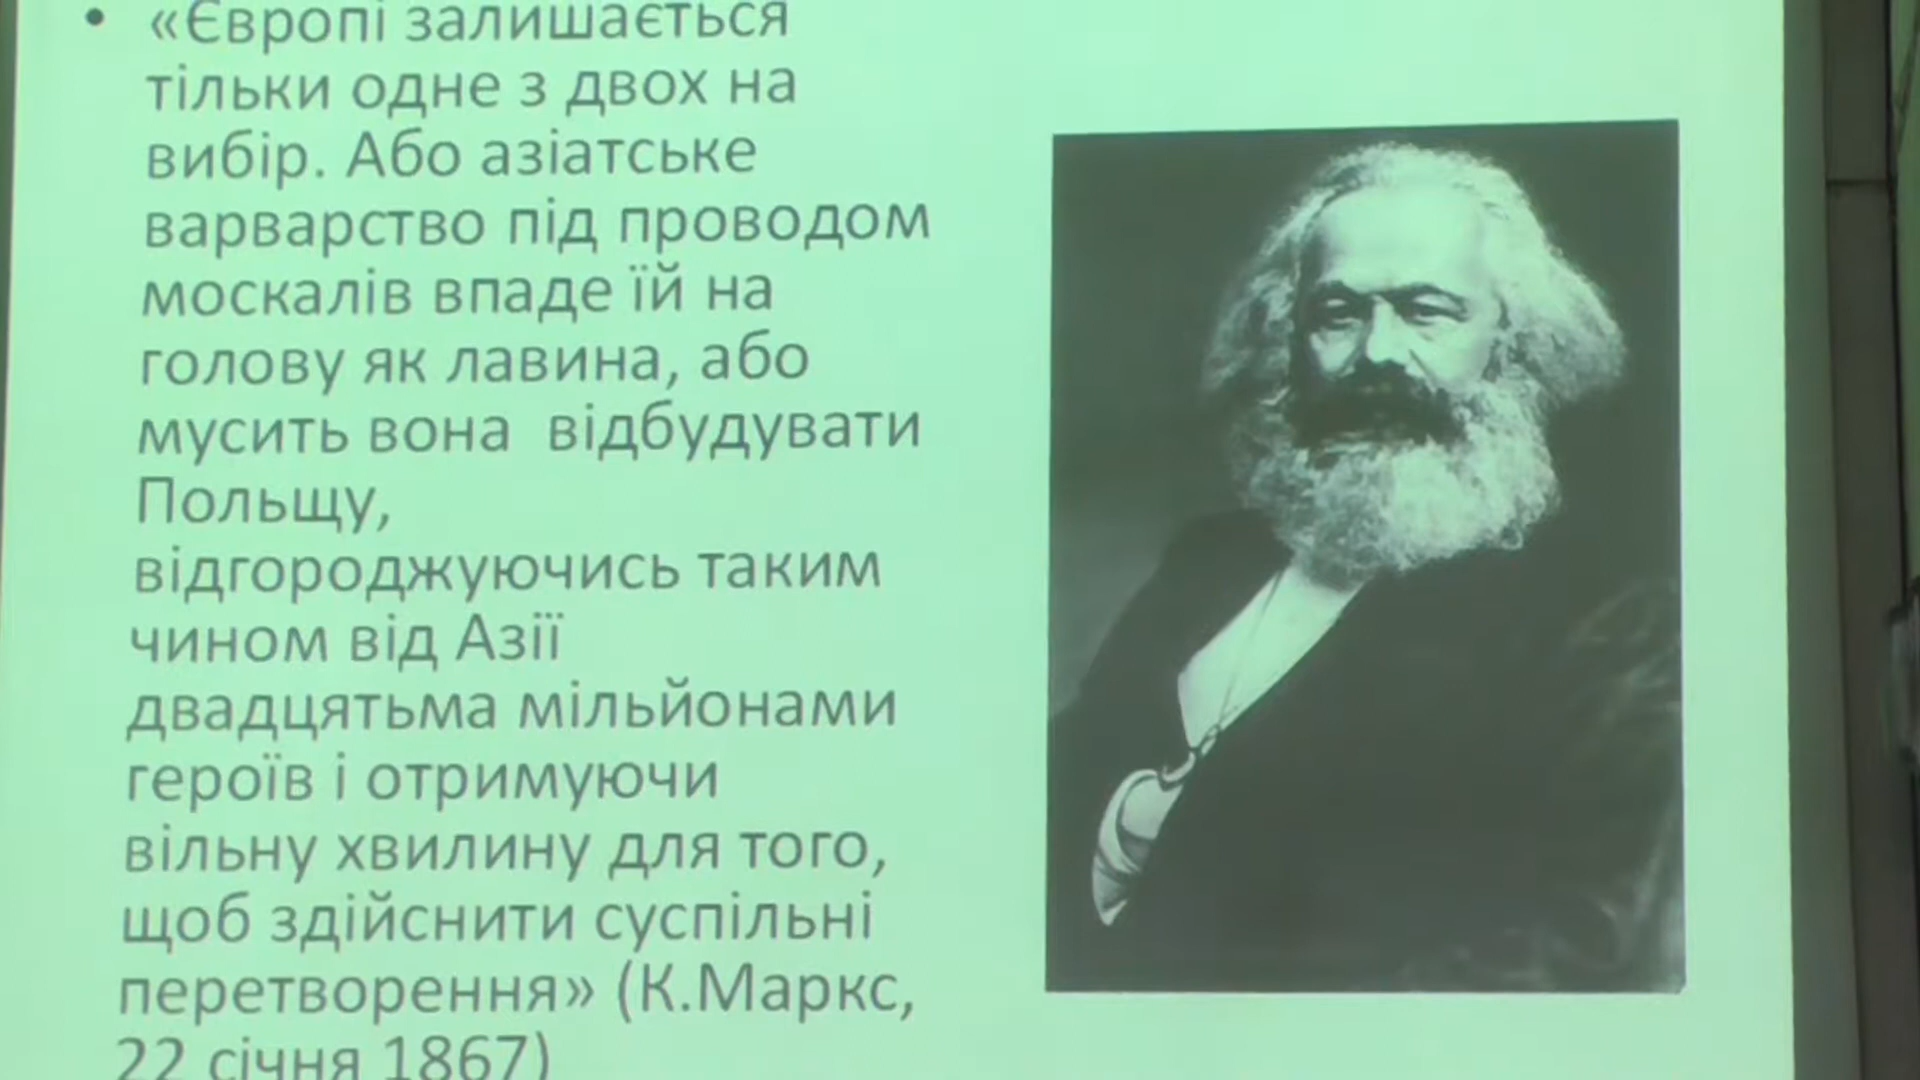 • «Європі залишається
тільки одне з двох на
вибір. Або азіатське
варварство під проводом
москалів впаде їй на
голову як лавина, або
мусить вона відбудувати
Польщу,
відгороджуючись таким
чином від Азії
двадцятьма мільйонами
героїв і отримуючи
вільну хвилину для того,
щоб здійснити суспільні
перетворення» (К.Маркс,
22 січня 1867)